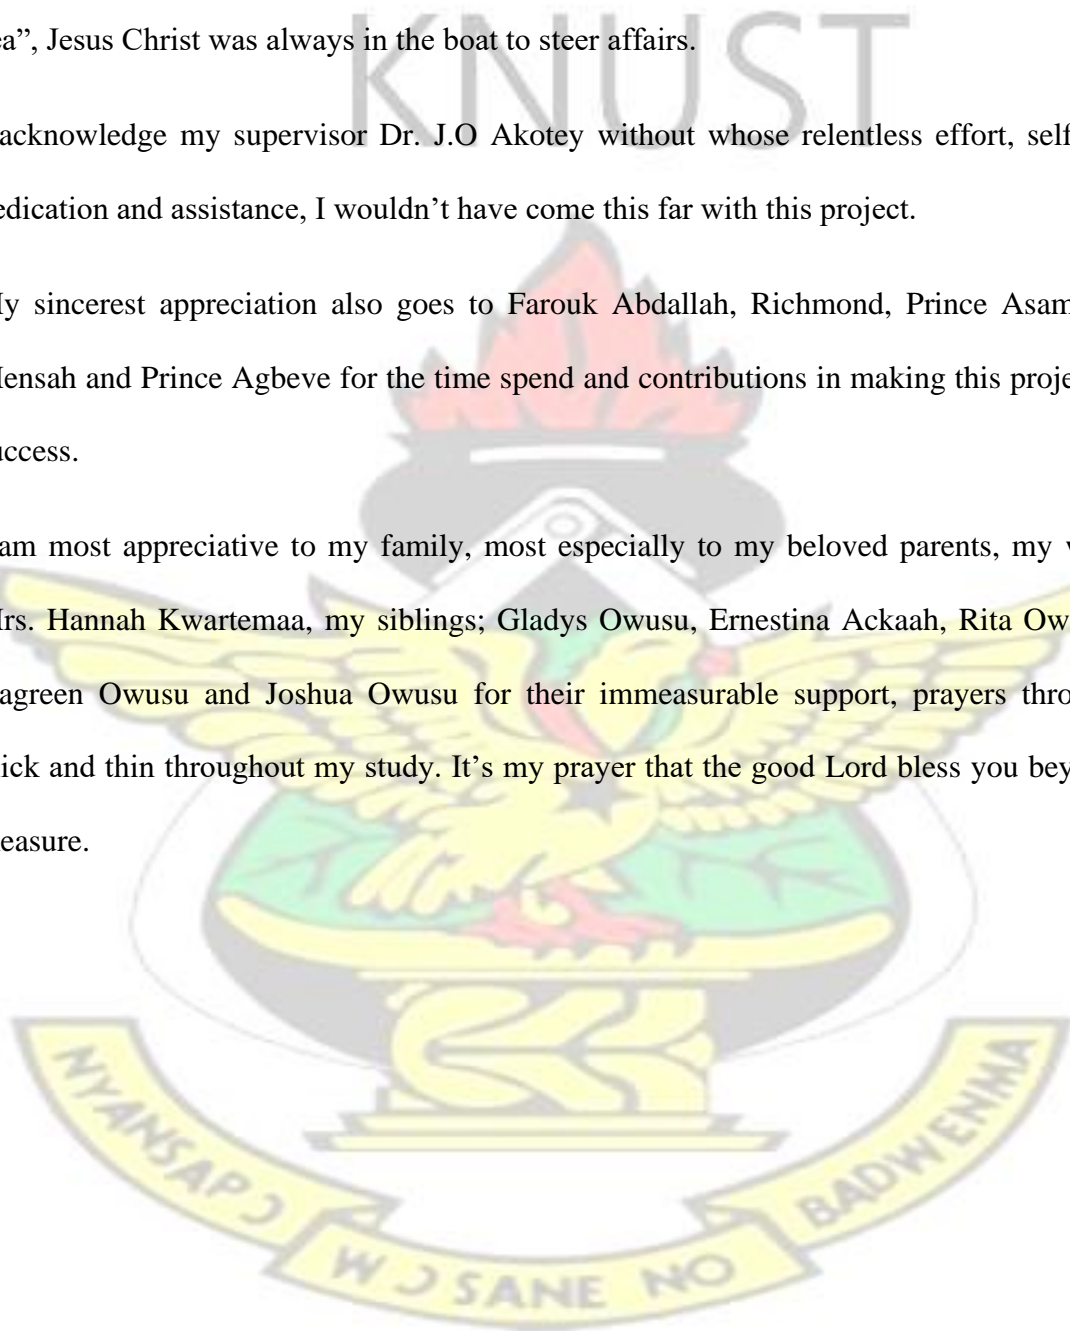 KNUST
ea”, Jesus Christ was always in the boat to steer affairs.
acknowledge my supervisor Dr. J.O Akotey without whose relentless effort, self
edication and assistance, I wouldn’t have come this far with this project.
y sincerest appreciation also goes to Farouk Abdallah, Richmond, Prince Asam
ensah and Prince Agbeve for the time spend and contributions in making this proje
uccess.
am most appreciative to my family, most especially to my beloved parents, my
rs. Hannah Kwartemaa, my siblings; Gladys Owusu, Ernestina Ackaah, Rita Ow
agreen Owusu and Joshua Owusu for their immeasurable support, prayers thro
ick and thin throughout my study. It’s my prayer that the good Lord bless you bey
easure.
NYANSAPƆ WƆ SANE NO BADWENMA